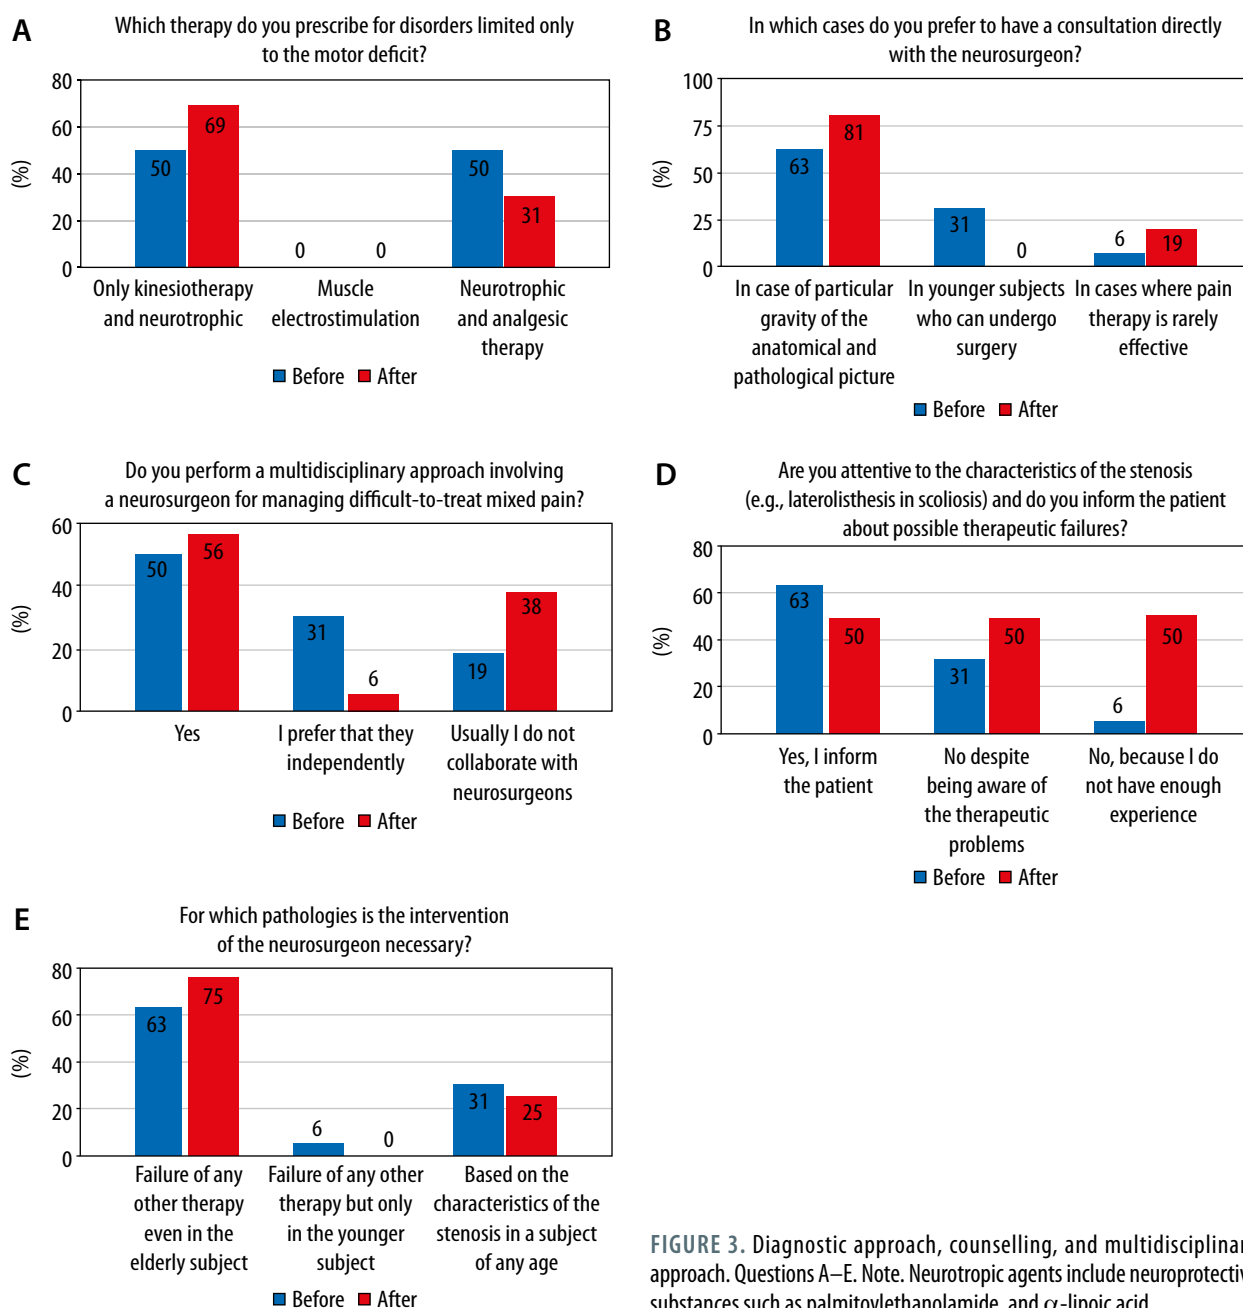 A
Which therapy do you prescribe for disorders limited only
to the motor deficit?
80
60
40
20
0
(%)
50
69
0
0
50
31
Only kinesiotherapy
and neurotrophic
Muscle
electrostimulation
Neurotrophic
and analgesic
therapy
Before After
B
In which cases do you prefer to have a consultation directly
with the neurosurgeon?
100
75
50
25
0
(%)
63
81
31
0
6
19
In case of particular
gravity of the
anatomical and
pathological picture
In younger subjects
who can undergo
surgery
In cases where pain
therapy is rarely
effective
Before After
C
Do you perform a multidisciplinary approach involving
a neurosurgeon for managing difficult-to-treat mixed pain?
60
40
20
0
(%)
50
56
31
6
19
38
Yes
I prefer that they
independently
Usually I do not
collaborate with
neurosurgeons
Before After
D
Are you attentive to the characteristics of the stenosis
(e.g., laterolisthesis in scoliosis) and do you inform the patient
about possible therapeutic failures?
80
60
40
20
0
(%)
63
50
31
50
6
50
Yes, I inform
the patient
No despite
being aware of
the therapeutic
problems
No, because I do
not have enough
experience
Before After
E
For which pathologies is the intervention
of the neurosurgeon necessary?
80
60
40
20
0
(%)
63
75
6
0
31
25
Failure of any
other therapy
even in the
elderly subject
Failure of any other
therapy but only
in the younger
subject
Based on the
characteristics of the
stenosis in a subject
of any age
Before After
FIGURE 3. Diagnostic approach, counselling, and multidisciplinar
approach. Questions A–E. Note. Neurotropic agents include neuroprotectiv
substances such as palmitoylethanolamide, and α-lipoic acid